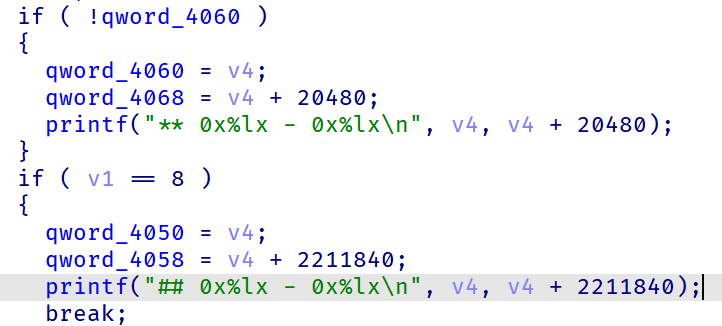 if ( !qword_4060 )
{
qword_4060 = v4;
qword_4068 = v4 + 20480;
printf("** 0x%lx - 0x%lx\n", v4, v4 + 20480);
}
if ( v1 == 8 )
{
qword_4050 = v4;
qword_4058 = v4 + 2211840;
printf("## 0x%lx - 0x%lx\n", v4, v4 + 2211840);
break;